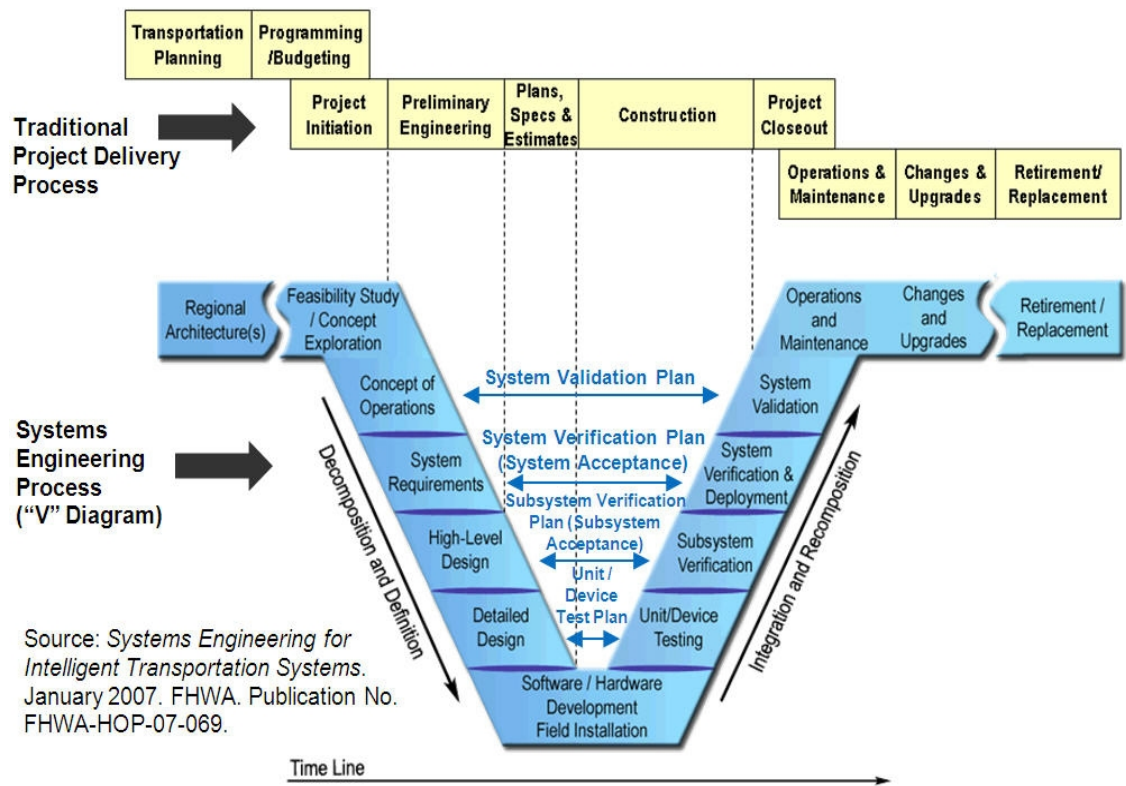 Transportation
Planning
Programming
/Budgeting
Project
Initiation
Preliminary
Engineering
Plans,
Specs &
Estimates
Construction
Project
Closeout
Operations &
Maintenance
Changes &
Upgrades
Retirement/
Replacement
Traditional
Project Delivery
Process
Regional
Architecture(s)
Feasibility Study
/ Concept
Exploration
Operations
and
Maintenance
Changes
and
Upgrades
Retirement /
Replacement
Concept of
Operations
System Validation Plan
System
Validation
Systems
Engineering
Process
("V" Diagram)
Decomposition and Definition
System
Requirements
System Verification Plan
(System Acceptance)
System
Verification &
Deployment
High-Level
Design
Subsystem Verification
Plan (Subsystem
Acceptance)
Subsystem
Verification
Detailed
Design
Unit /
Device
Test Plan
Unit/Device
Testing
Integration and Recomposition
Software / Hardware
Development
Field Installation
Source: Systems Engineering for
Intelligent Transportation Systems.
January 2007. FHWA. Publication No.
FHWA-HOP-07-069.
Time Line